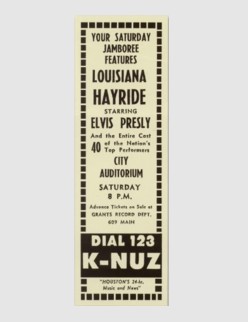 YOUR SATURDAY
JAMBOREE
FEATURES
LOUISIANA
HAYRIDE
STARRING
ELVIS PRESLY
And the Entire Cast
40 of the Nation's
Top Performers
CITY
AUDITORIUM
SATURDAY
8 P.M.
Advance Tickets on Sale at
GRANTS RECORD DEPT.
609 MAIN
DIAL 123
K-NUZ
"HOUSTON'S 24-hr.
Music and News"